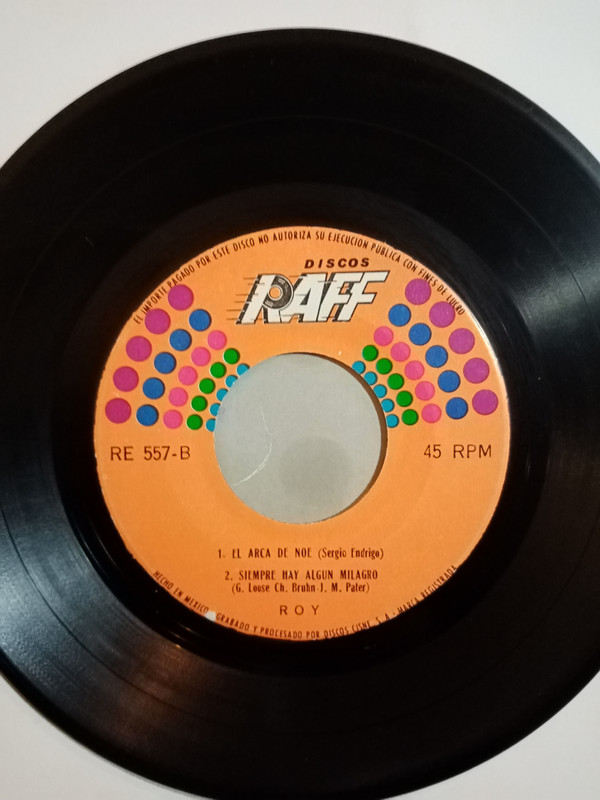 EL IMPORTE PAGADO POR ESTE DISCO NO AUTORIZA SU EJECUCION PUBLICA CON FINES DE LUCRO
DISCOS
RAFF
RE 557-B
45 RPM
1. EL ARCA DE NOE (Sergio Endrigo)
2. SIEMPRE HAY ALGUN MILAGRO
(G. Louse Ch. Bruhn-J. M. Pater)
ROY
HECHO EN MEXICO GRABADO Y PROCESADO POR DISCOS CISNE, S. A. - MARCA REGISTRADA